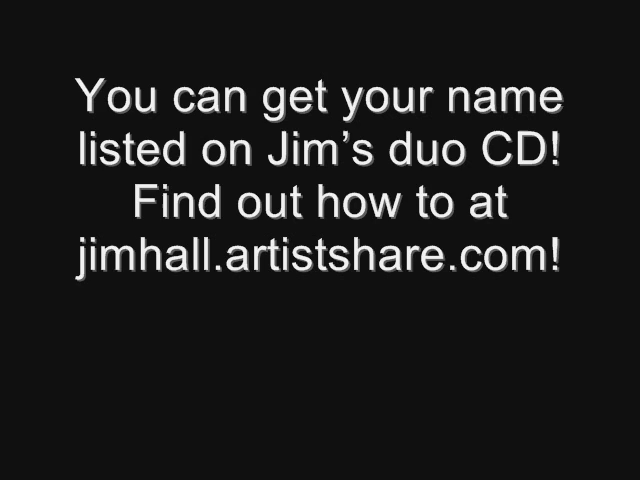 You can get your name
listed on Jim’s duo CD!
Find out how to at
jimhall.artistshare.com!